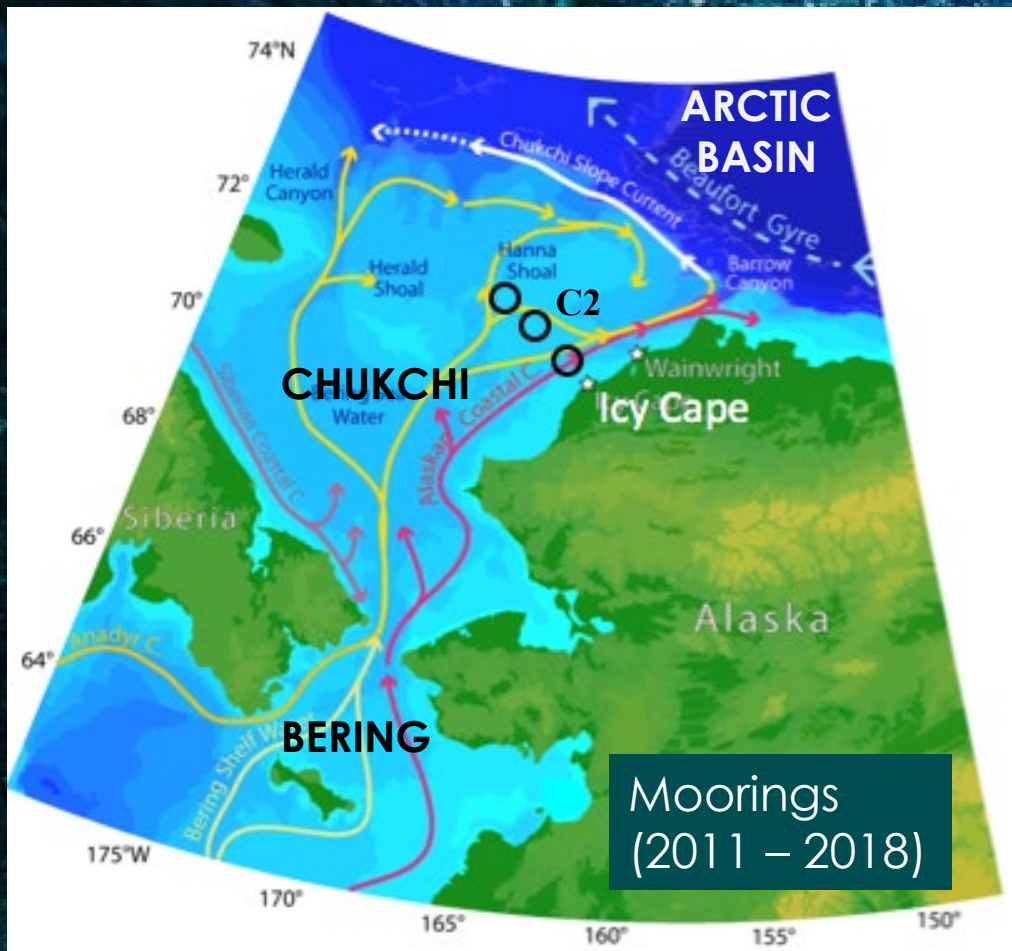 74°N
ARCTIC
BASIN
Chukchi Slope Current
Beaufort Gyre
Herald
Canyon
72°
Hanna
Shoal
Barrow
Canyon
Herald
Shoal
70°
C2
Wainwright
CHUKCHI
Water
Icy Cape
Alaskan Coastal C.
68°
Siberian Coastal C.
Siberia
66°
Alaska
Anadyr C.
64°
BERING
Bering Shelf
Moorings
(2011 – 2018)
175°W
170°
165°
160°
155°
150°